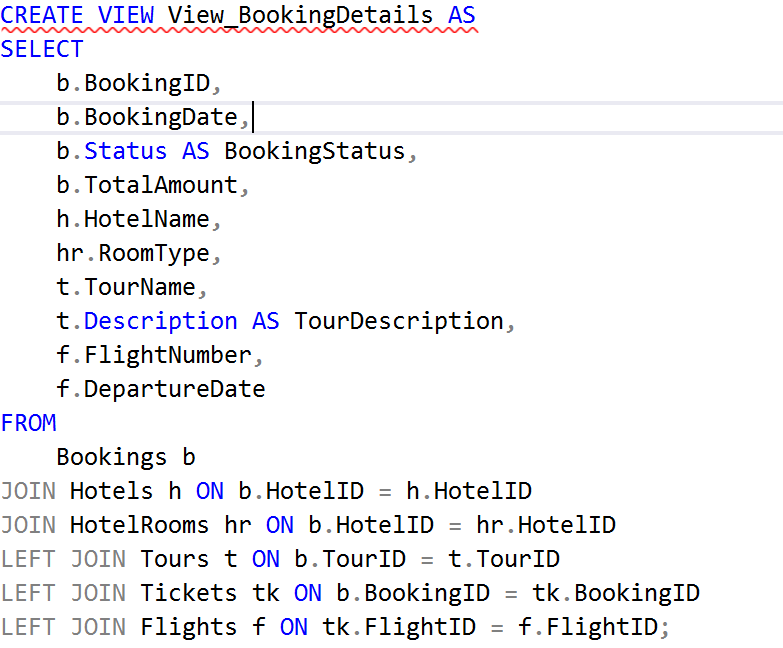 CREATE VIEW View_BookingDetails AS
SELECT
    b.BookingID,
    b.BookingDate,
    b.Status AS BookingStatus,
    b.TotalAmount,
    h.HotelName,
    hr.RoomType,
    t.TourName,
    t.Description AS TourDescription,
    f.FlightNumber,
    f.DepartureDate
FROM
    Bookings b
JOIN Hotels h ON b.HotelID = h.HotelID
JOIN HotelRooms hr ON b.HotelID = hr.HotelID
LEFT JOIN Tours t ON b.TourID = t.TourID
LEFT JOIN Tickets tk ON b.BookingID = tk.BookingID
LEFT JOIN Flights f ON tk.FlightID = f.FlightID;